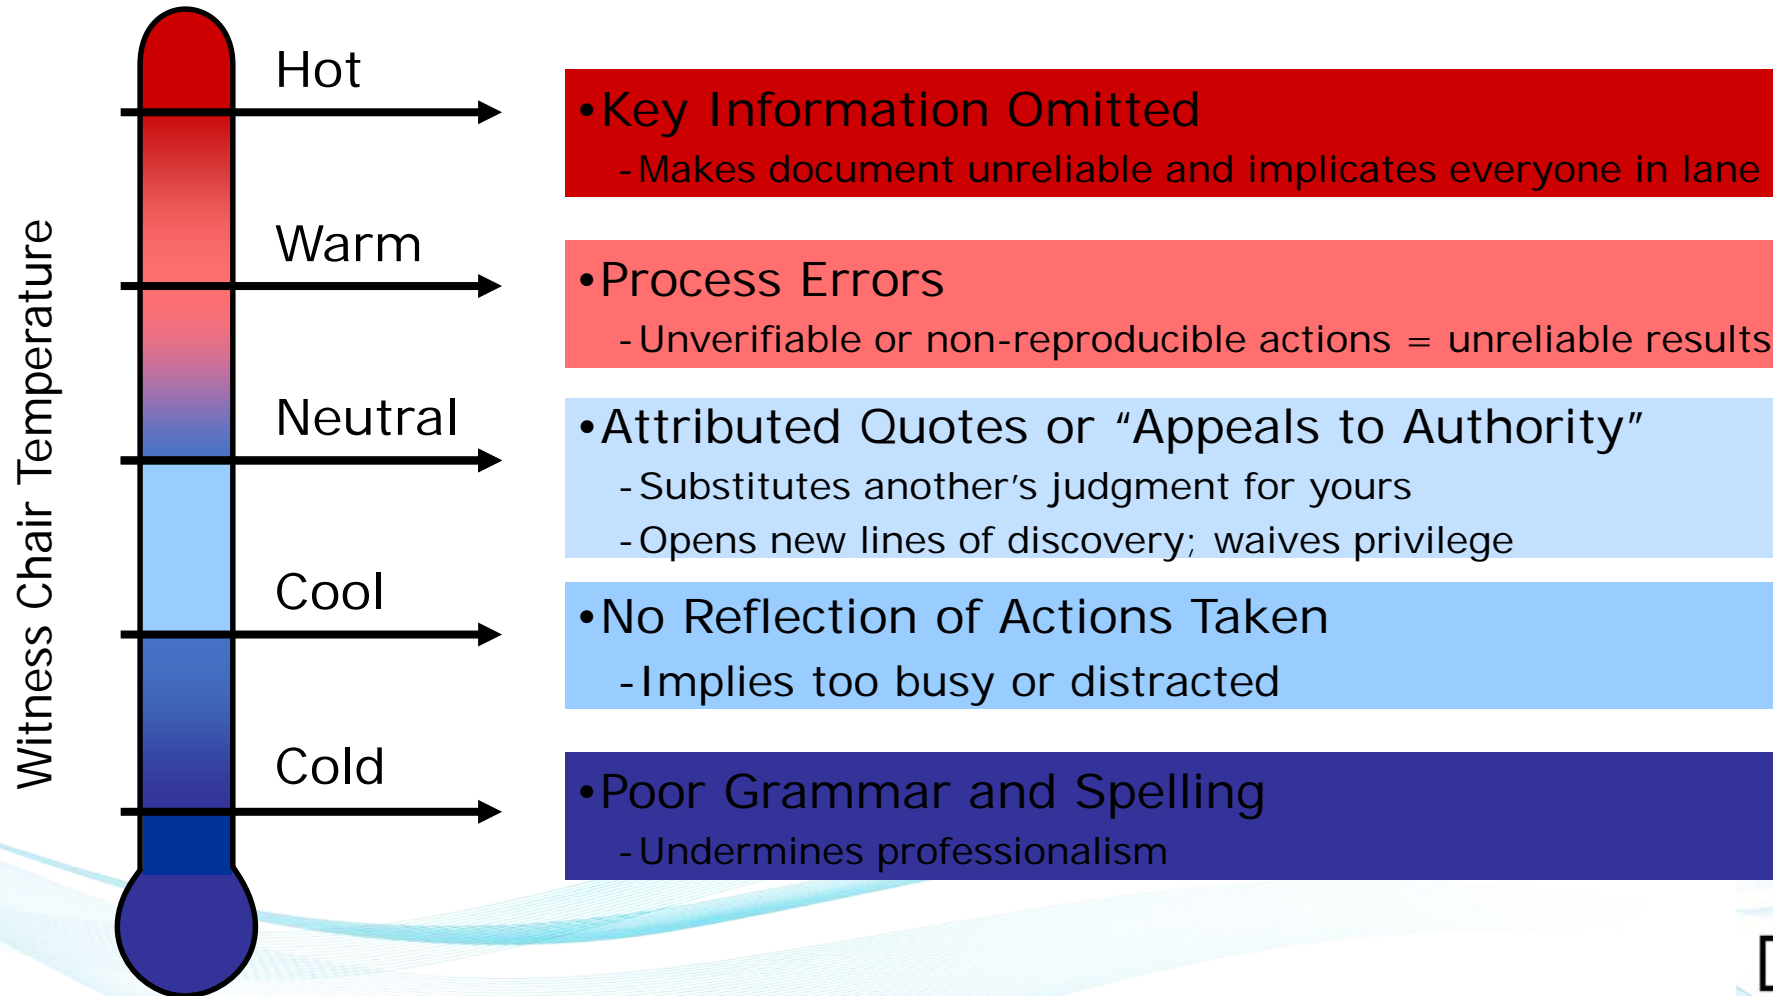 Witness Chair Temperature
Hot
•Key Information Omitted
-Makes document unreliable and implicates everyone in lane
Warm
•Process Errors
-Unverifiable or non-reproducible actions = unreliable results
Neutral
•Attributed Quotes or “Appeals to Authority”
-Substitutes another’s judgment for yours
-Opens new lines of discovery; waives privilege
Cool
•No Reflection of Actions Taken
-Implies too busy or distracted
Cold
•Poor Grammar and Spelling
-Undermines professionalism